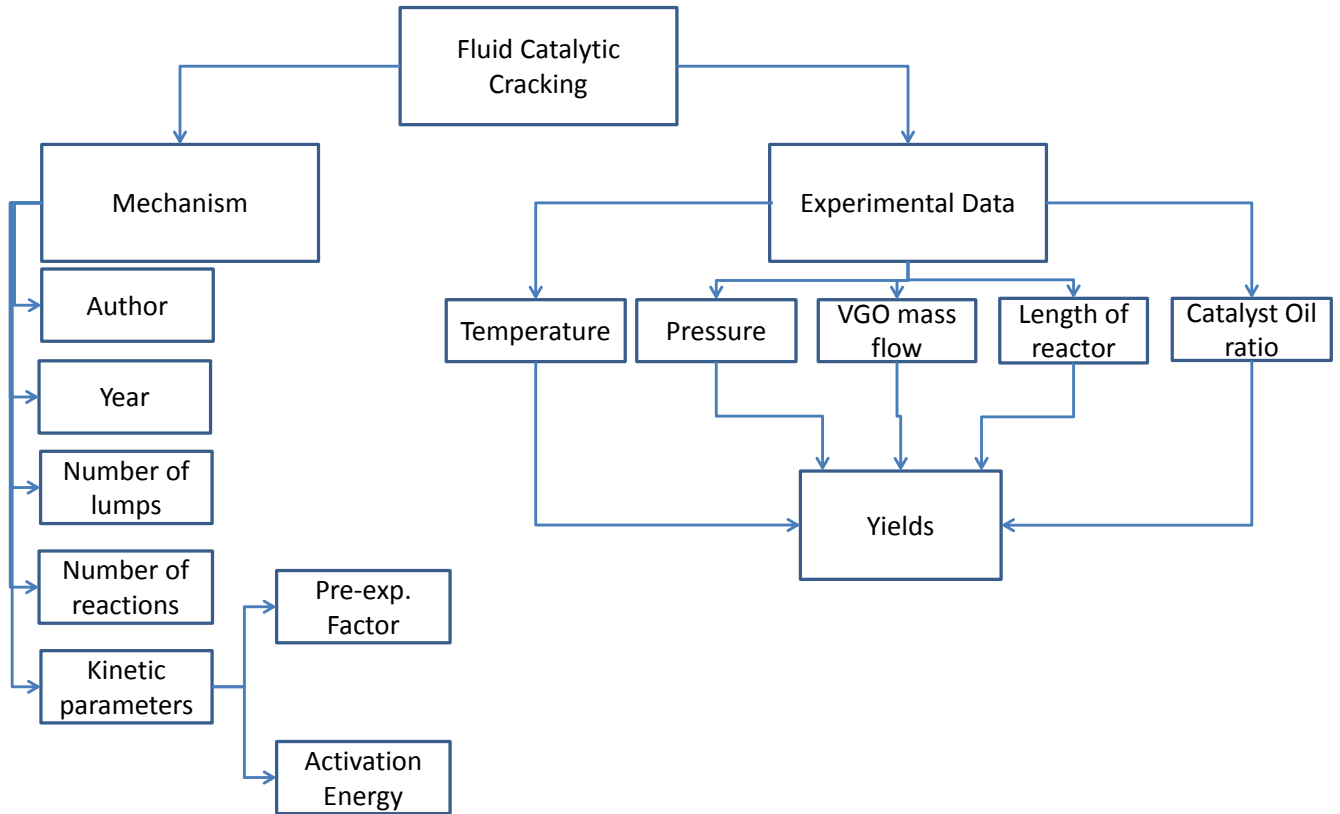 Fluid Catalytic
Cracking
Mechanism
Experimental Data
Author
Temperature
Pressure
VGO mass
flow
Length of
reactor
Catalyst Oil
ratio
Year
Number of
lumps
Yields
Number of
reactions
Pre-exp.
Factor
Kinetic
parameters
Activation
Energy